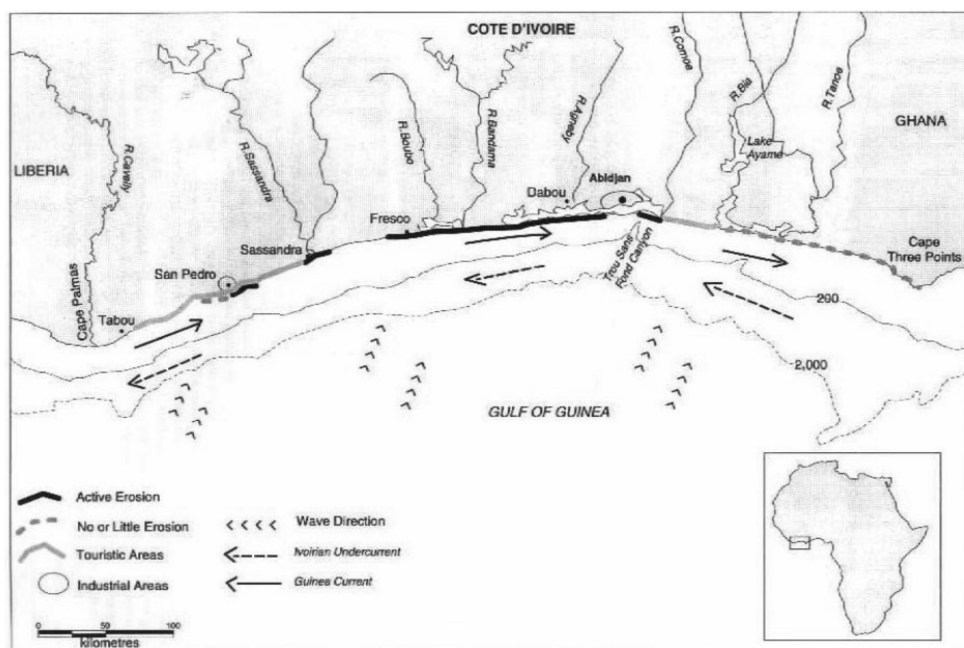 COTE D'IVOIRE
R.Comoe
R.Bia
R.Tanoe
R.Cavally
R.Sassandra
R.Boubo
R.Bandama
R.Agneby
GHANA
LIBERIA
Lake
Ayame
Abidjan
Dabou
Fresco
Sassandra
San Pedro
Cape Palmas
Tabou
Trou Sans
Fond Canyon
Cape
Three Points
200
2,000
GULF OF GUINEA
Active Erosion
No or Little Erosion
Touristic Areas
Industrial Areas
Wave Direction
Ivoirian Undercurrent
Guinea Current
0 50 100
kilometres